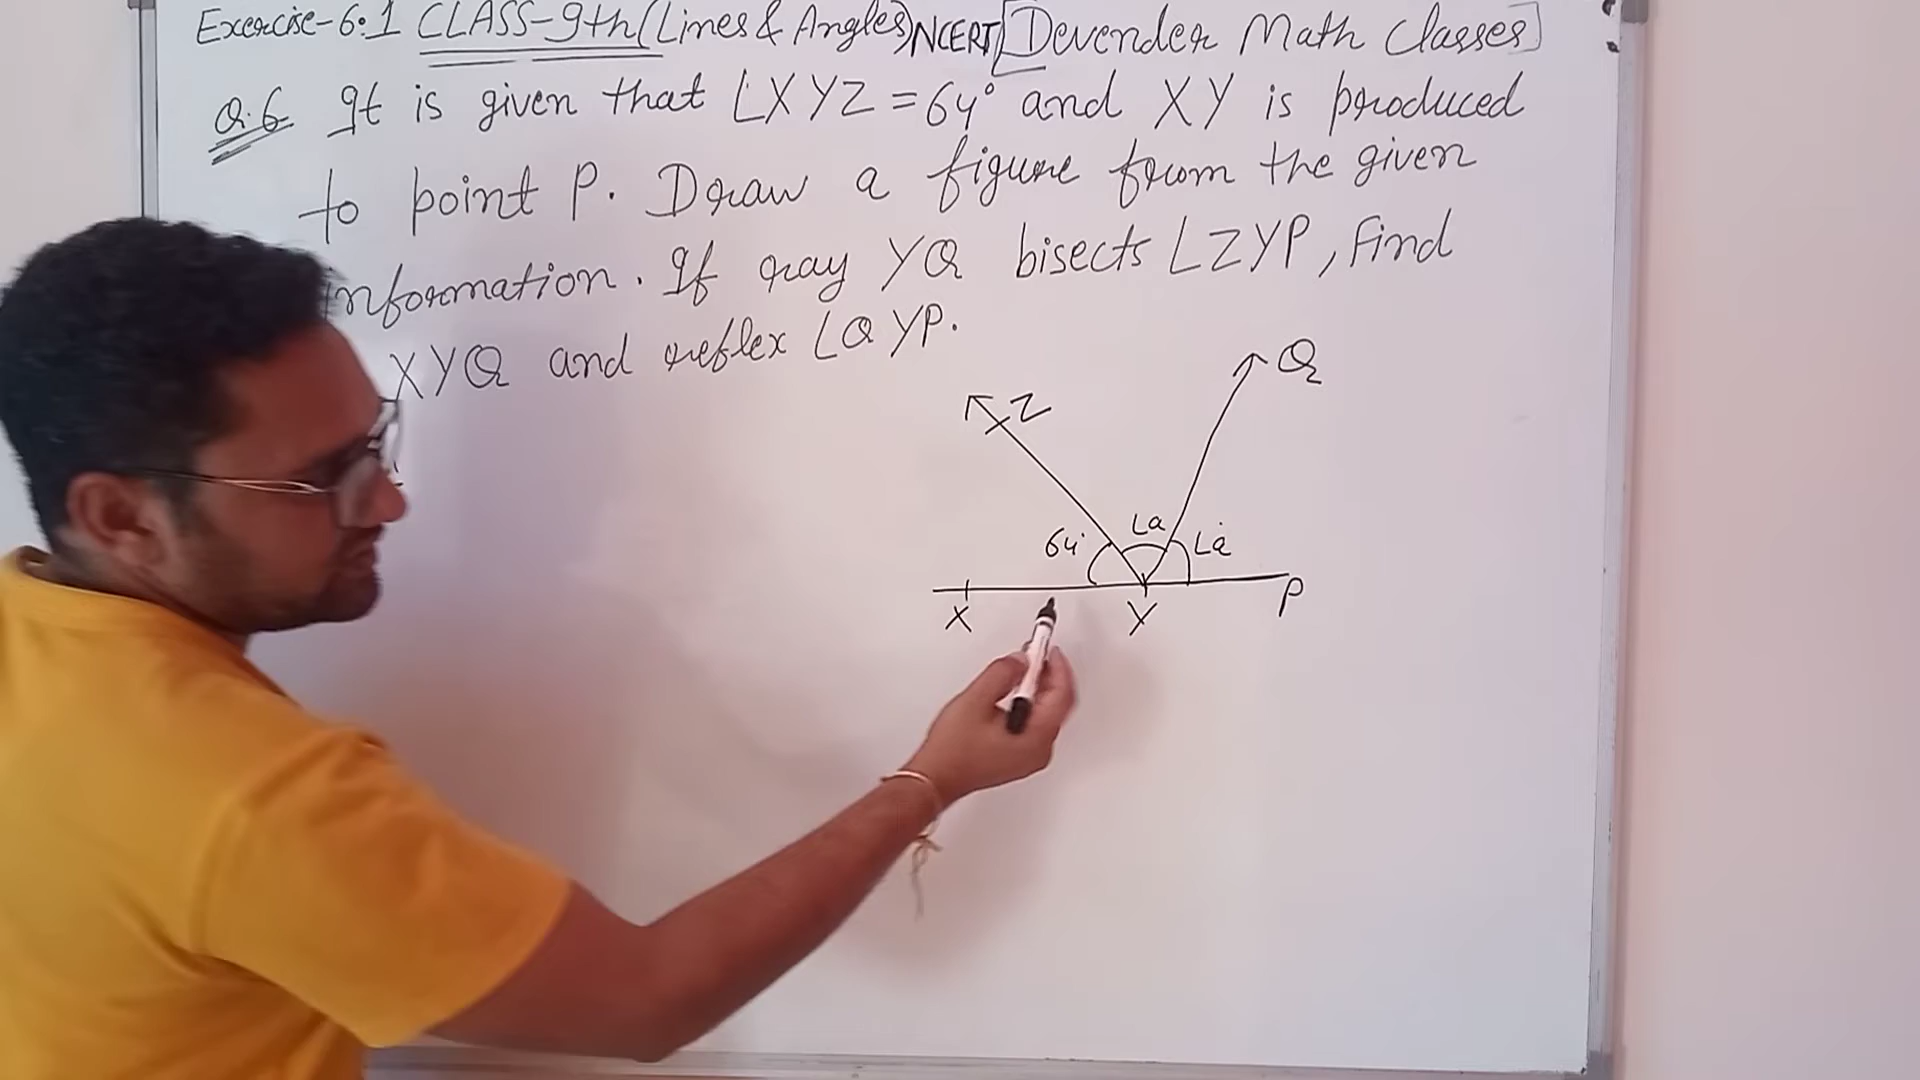 Exercise-6.1 CLASS-9th (Lines & Angles) NCERT [Devender Math Classes]
Q.6 It is given that ∠XYZ = 64° and XY is produced
to point P. Draw a figure from the given
information. If ray YQ bisects ∠ZYP, Find
XYQ and reflex ∠QYP.
Q
Z
∠a
64° ∠a
X Y P